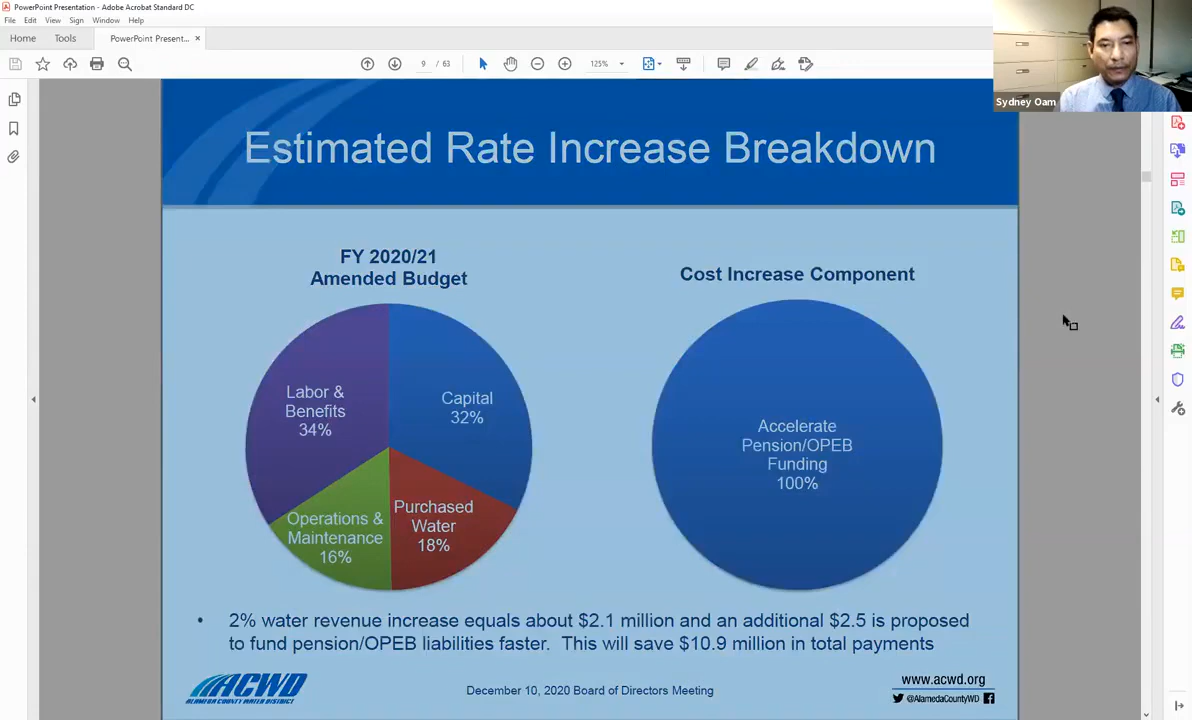 PowerPoint Presentation - Adobe Acrobat Standard DC
File Edit View Sign Window Help
Home Tools PowerPoint Present... ×
9 / 63 125%
Sydney Oam
Estimated Rate Increase Breakdown
FY 2020/21
Amended Budget
Labor &
Benefits
34%
Capital
32%
Operations &
Maintenance
16%
Purchased
Water
18%
Cost Increase Component
Accelerate
Pension/OPEB
Funding
100%
• 2% water revenue increase equals about $2.1 million and an additional $2.5 is proposed
to fund pension/OPEB liabilities faster. This will save $10.9 million in total payments
ACWD
ALAMEDA COUNTY WATER DISTRICT
December 10, 2020 Board of Directors Meeting
www.acwd.org
@AlamedaCountyWD